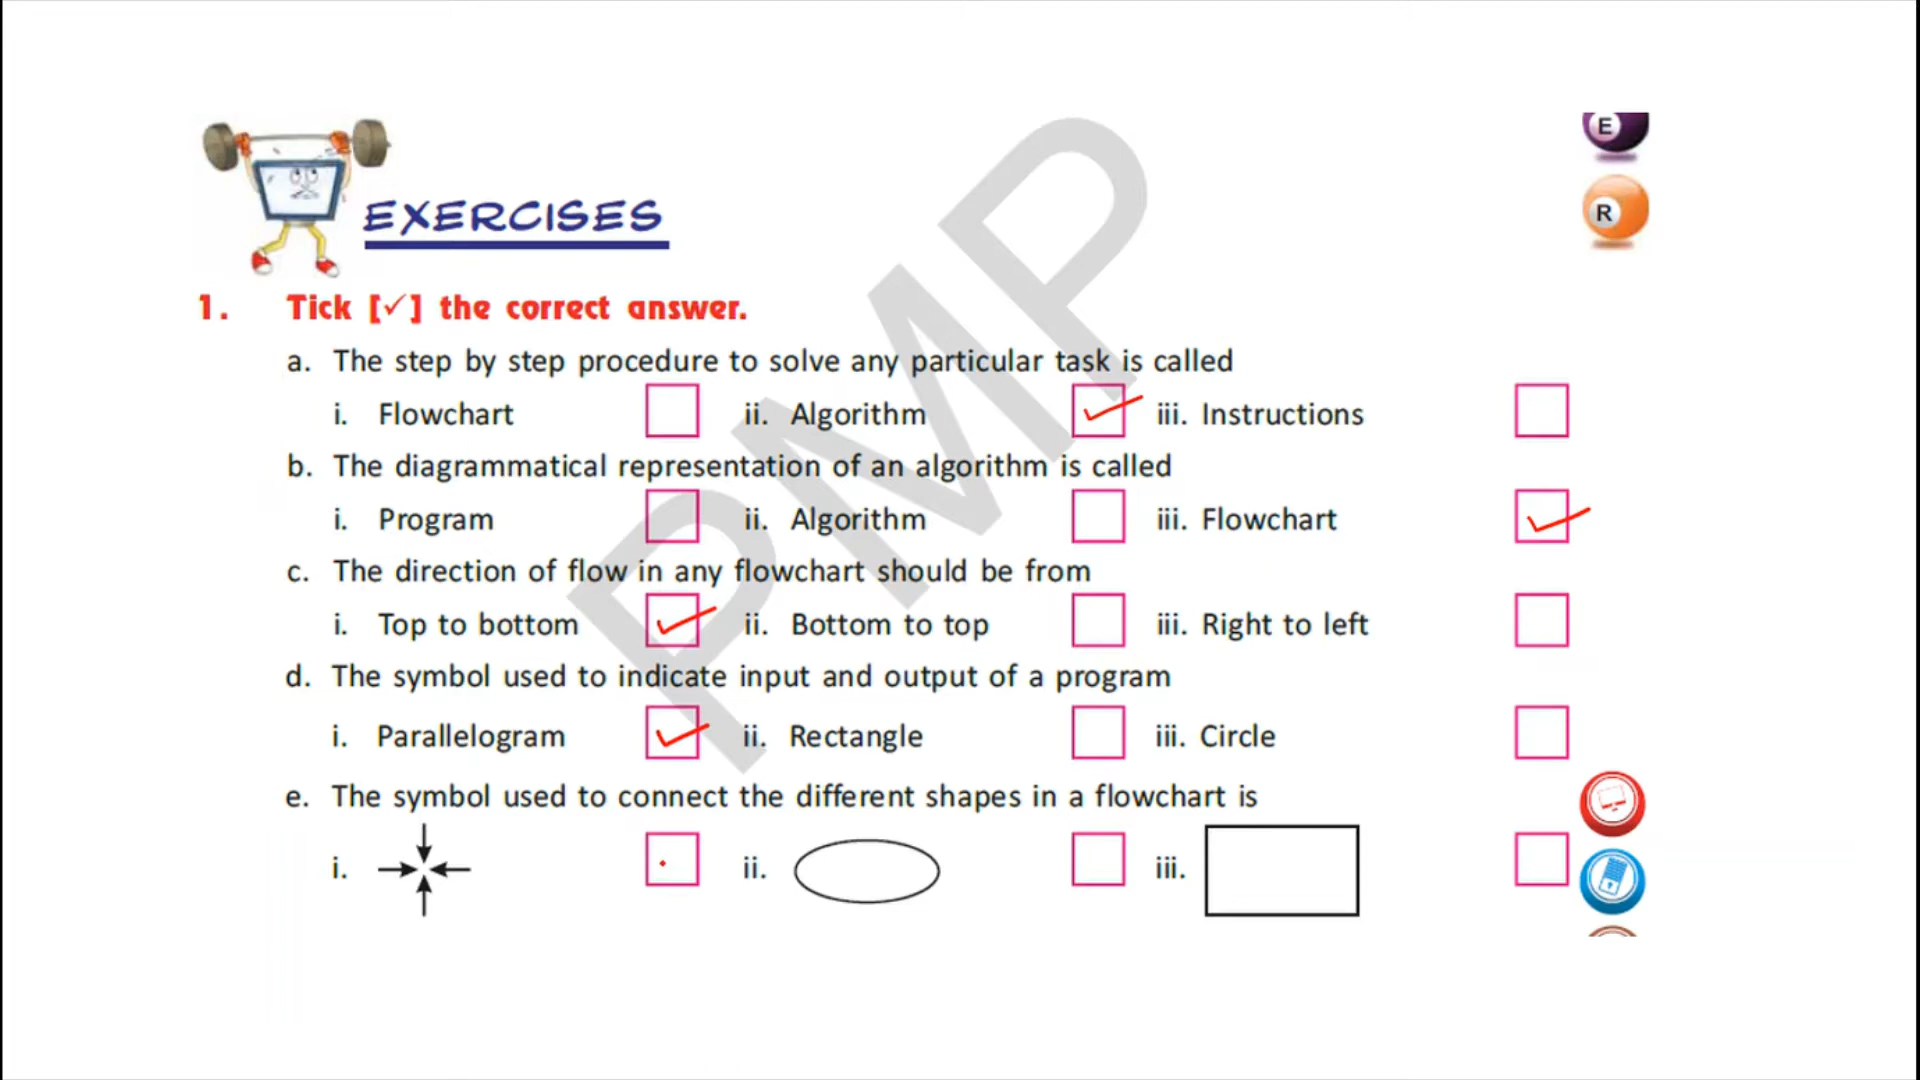 E
R
EXERCISES
1. Tick [✓] the correct answer.
a. The step by step procedure to solve any particular task is called
i. Flowchart ii. Algorithm ✓ iii. Instructions
b. The diagrammatical representation of an algorithm is called
i. Program ii. Algorithm iii. Flowchart ✓
c. The direction of flow in any flowchart should be from
i. Top to bottom ✓ ii. Bottom to top iii. Right to left
d. The symbol used to indicate input and output of a program
i. Parallelogram ✓ ii. Rectangle iii. Circle
e. The symbol used to connect the different shapes in a flowchart is
i. ii. iii.
PMP